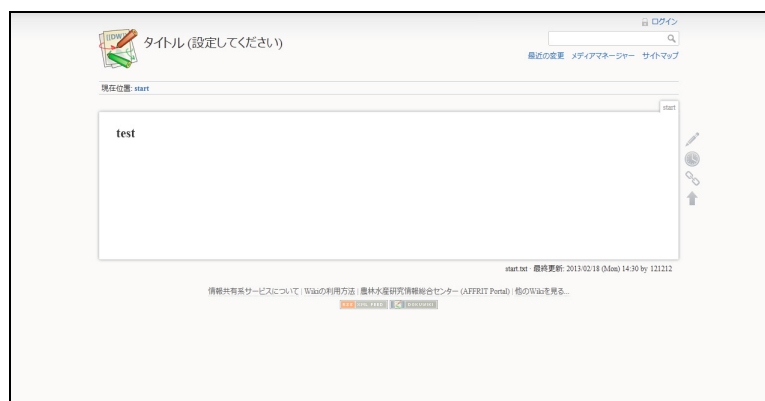 ログイン
タイトル (設定してください)
最近の変更 メディアマネージャー サイトマップ
現在位置: start
start
test
start.txt · 最終更新: 2013/02/18 (Mon) 14:30 by 121212
情報共有系サービスについて | Wikiの利用方法 | 農林水産研究情報総合センター (AFFRIT Portal) | 他のWikiを見る...